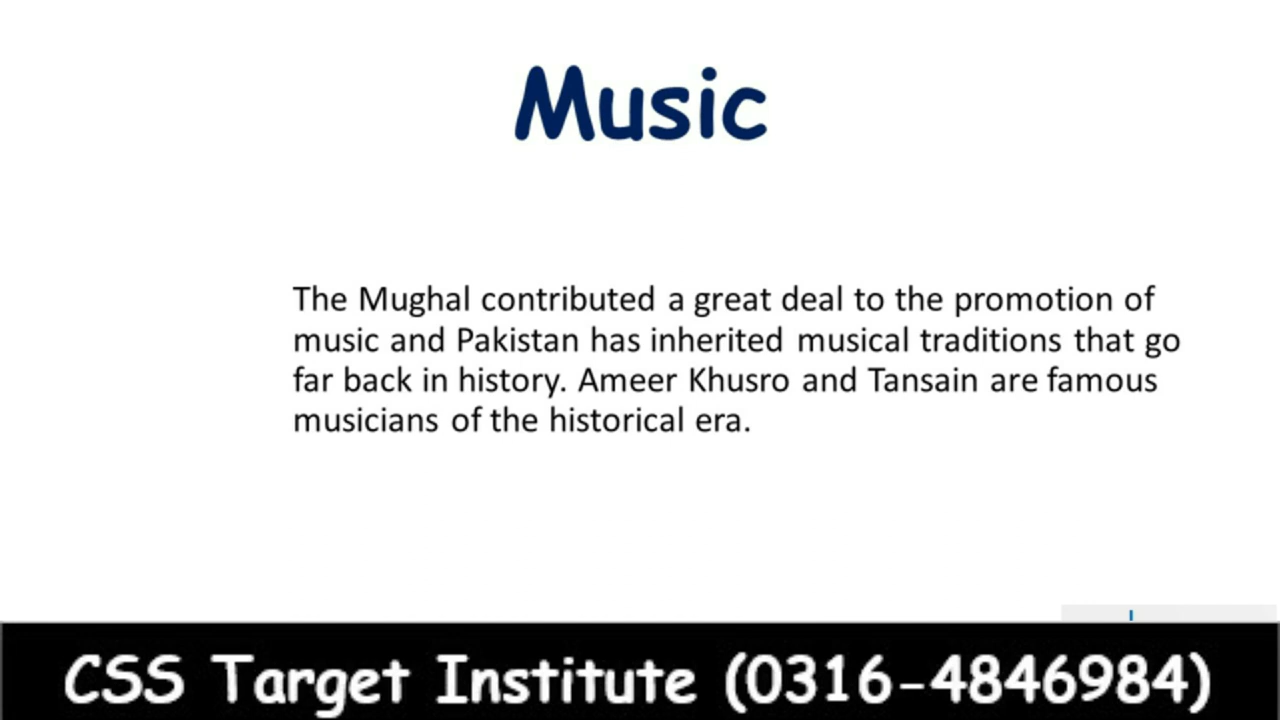 Music
The Mughal contributed a great deal to the promotion of
music and Pakistan has inherited musical traditions that go
far back in history. Ameer Khusro and Tansain are famous
musicians of the historical era.
CSS Target Institute (0316-4846984)